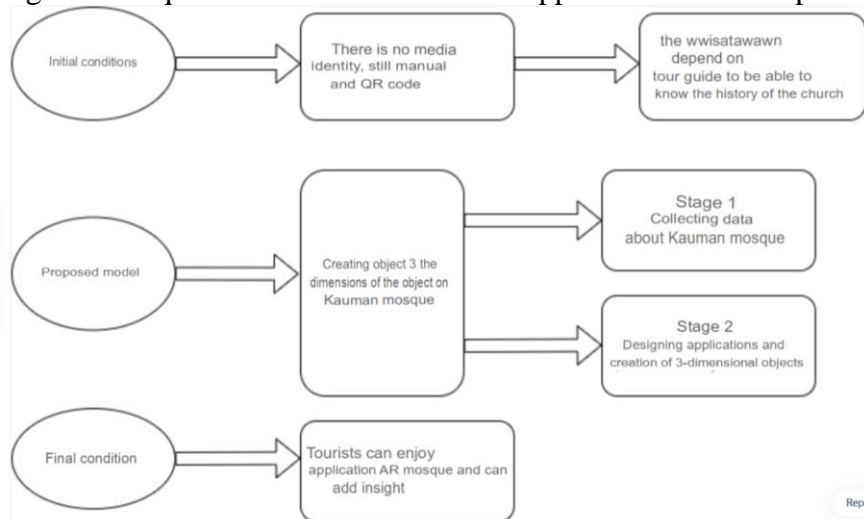 Initial conditions
There is no media
identity, still manual
and QR code
the wwisatawawn
depend on
tour guide to be able to
know the history of the church
Proposed model
Creating object 3 the
dimensions of the object on
Kauman mosque
Stage 1
Collecting data
about Kauman mosque
Stage 2
Designing applications and
creation of 3-dimensional objects
Final condition
Tourists can enjoy
application AR mosque and can
add insight